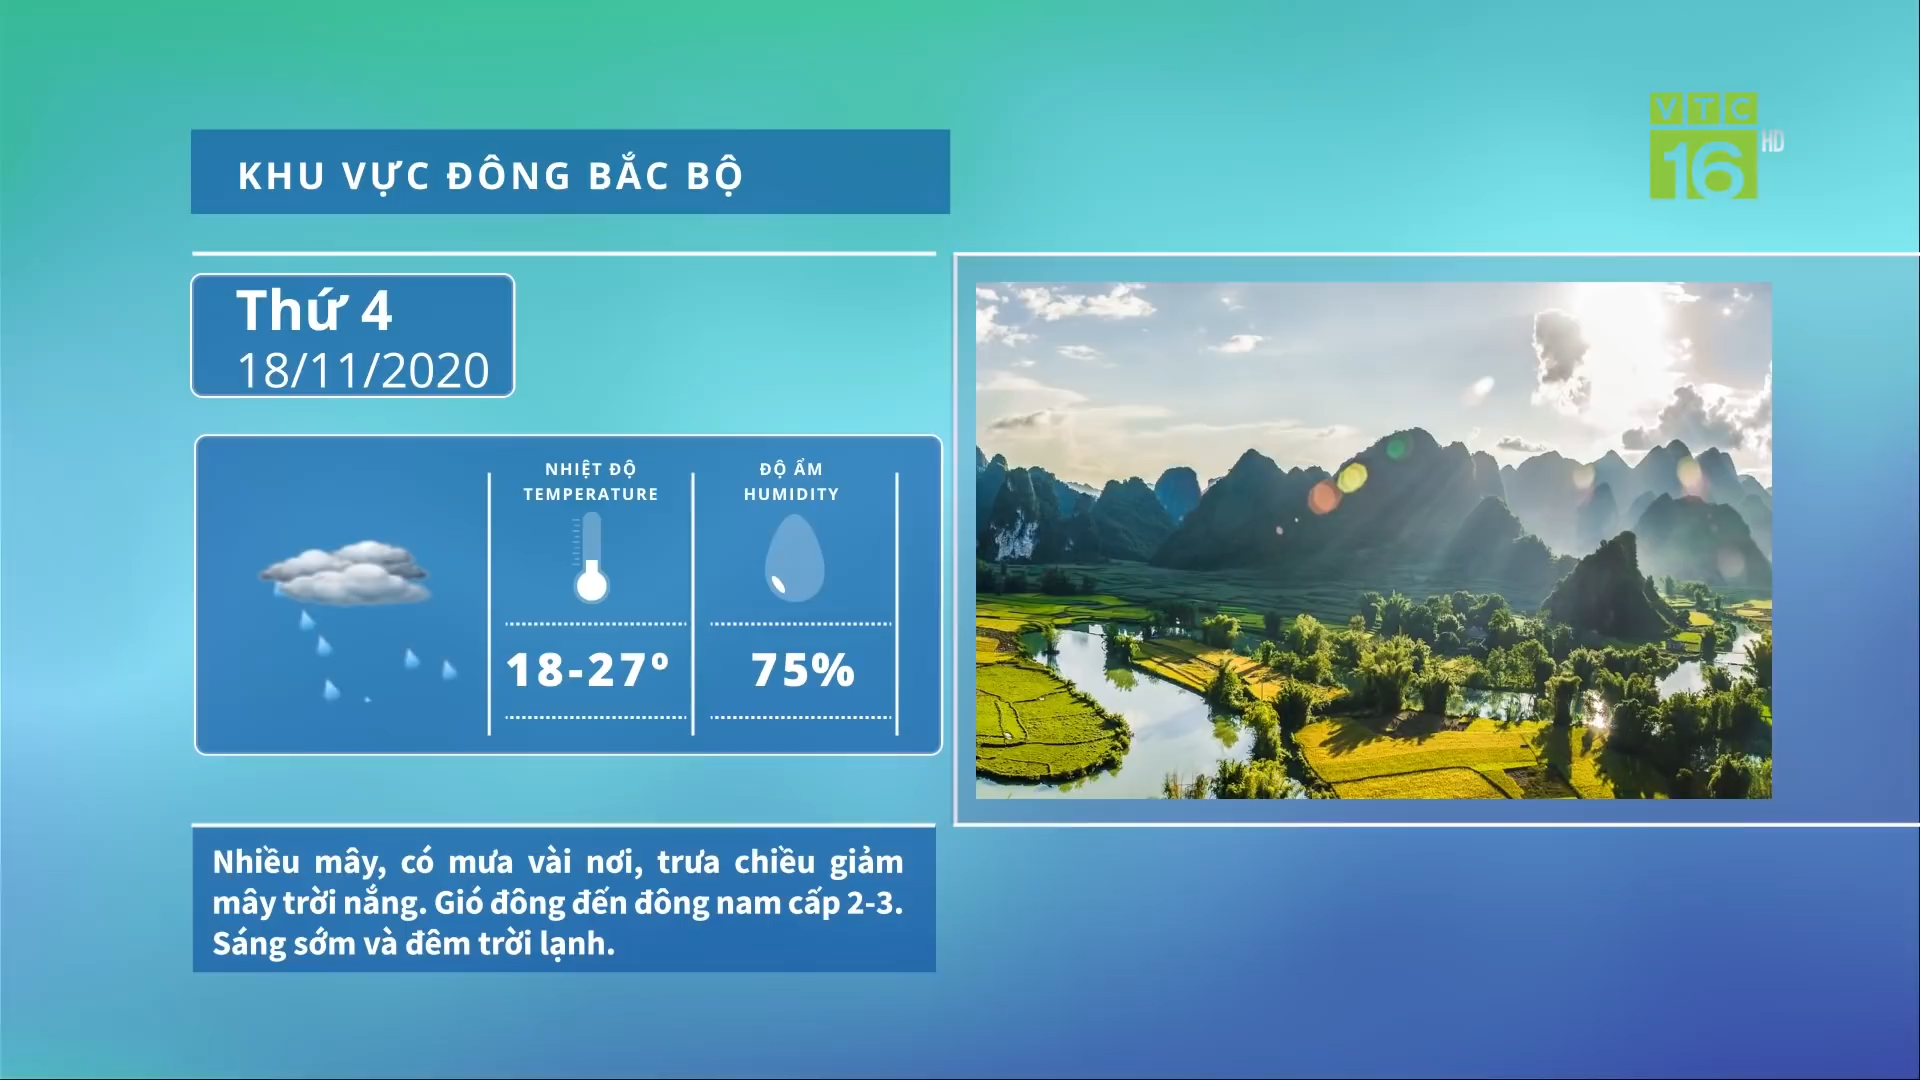 KHU VỰC ĐÔNG BẮC BỘ
VTC
16 HD
Thứ 4
18/11/2020
NHIỆT ĐỘ
TEMPERATURE
18-27º
ĐỘ ẨM
HUMIDITY
75%
Nhiều mây, có mưa vài nơi, trưa chiều giảm
mây trời nắng. Gió đông đến đông nam cấp 2-3.
Sáng sớm và đêm trời lạnh.